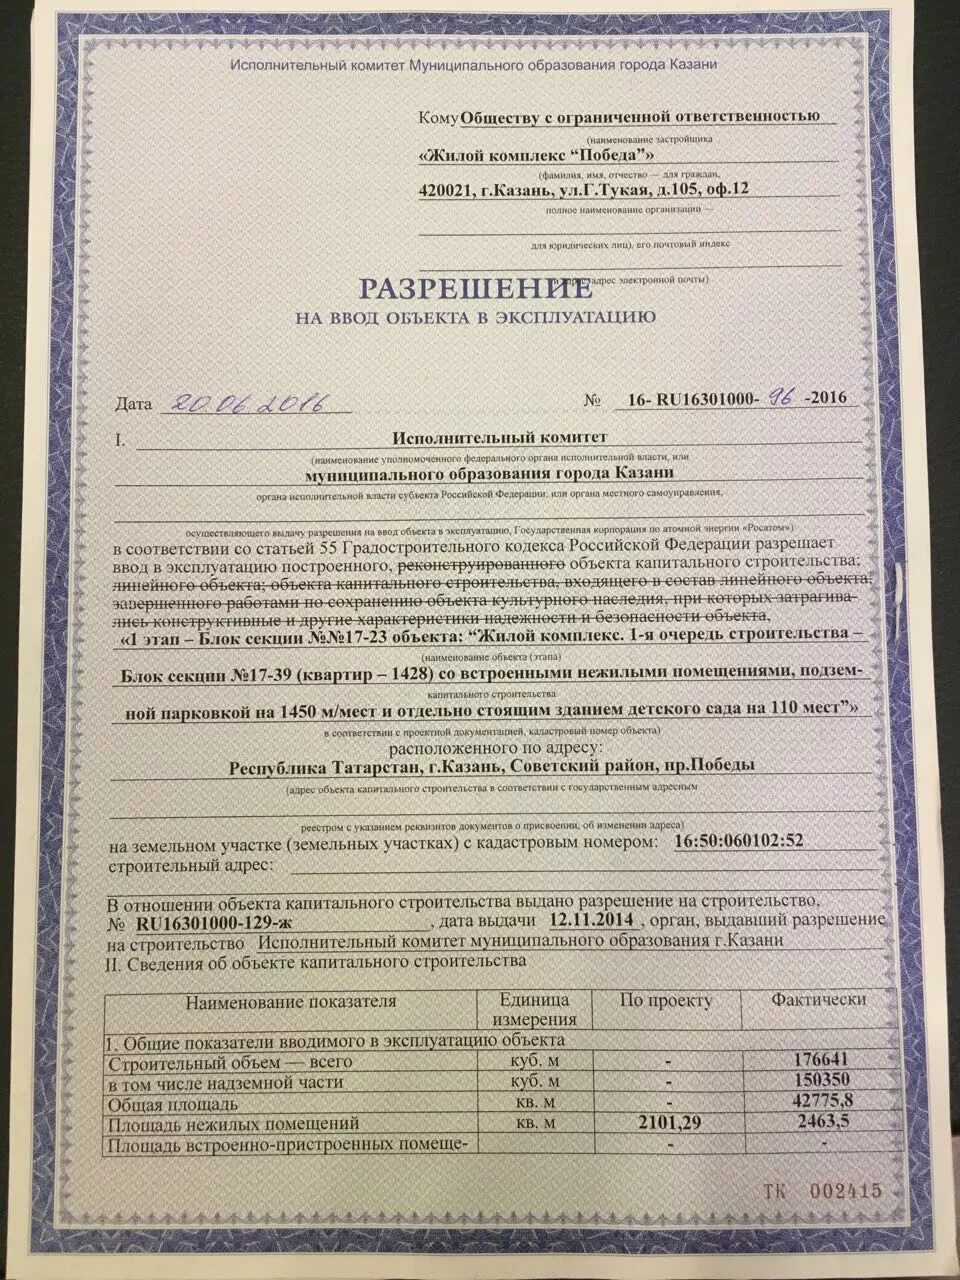 Исполнительный комитет Муниципального образования города Казани
Кому Обществу с ограниченной ответственностью
(наименование застройщика
«Жилой комплекс “Победа”»
(фамилия, имя, отчество — для граждан,
420021, г.Казань, ул.Г.Тукая, д.105, оф.12
полное наименование организации —
для юридических лиц), его почтовый индекс
адрес электронной почты)
РАЗРЕШЕНИЕ
НА ВВОД ОБЪЕКТА В ЭКСПЛУАТАЦИЮ
Дата 20.06.2016 № 16- RU16301000- 96 -2016
I. Исполнительный комитет
(наименование уполномоченного федерального органа исполнительной власти, или
муниципального образования города Казани
органа исполнительной власти субъекта Российской Федерации, или органа местного самоуправления,
осуществляющего выдачу разрешения на ввод объекта в эксплуатацию, Государственная корпорация по атомной энергии «Росатом»)
в соответствии со статьей 55 Градостроительного кодекса Российской Федерации разрешает
ввод в эксплуатацию построенного, реконструированного объекта капитального строительства;
линейного объекта; объекта капитального строительства, входящего в состав линейного объекта;
завершенного работами по сохранению объекта культурного наследия, при которых затрагива-
лись конструктивные и другие характеристики надежности и безопасности объекта,
«1 этап – Блок секции №№17-23 объекта: “Жилой комплекс. 1-я очередь строительства –
(наименование объекта (этапа)
Блок секции №17-39 (квартир – 1428) со встроенными нежилыми помещениями, подзем-
капитального строительства
ной парковкой на 1450 м/мест и отдельно стоящим зданием детского сада на 110 мест”»
в соответствии с проектной документацией, кадастровый номер объекта)
расположенного по адресу:
Республика Татарстан, г.Казань, Советский район, пр.Победы
(адрес объекта капитального строительства в соответствии с государственным адресным
реестром с указанием реквизитов документов о присвоении, об изменении адреса)
на земельном участке (земельных участках) с кадастровым номером: 16:50:060102:52
строительный адрес:
В отношении объекта капитального строительства выдано разрешение на строительство,
№ RU16301000-129-ж , дата выдачи 12.11.2014 , орган, выдавший разрешение
на строительство Исполнительный комитет муниципального образования г.Казани
II. Сведения об объекте капитального строительства
Наименование показателя Единица измерения По проекту Фактически
1. Общие показатели вводимого в эксплуатацию объекта
Строительный объем — всего куб. м - 176641
в том числе надземной части куб. м - 150350
Общая площадь кв. м - 42775,8
Площадь нежилых помещений кв. м 2101,29 2463,5
Площадь встроенно-пристроенных помеще- - -
ТК 002415